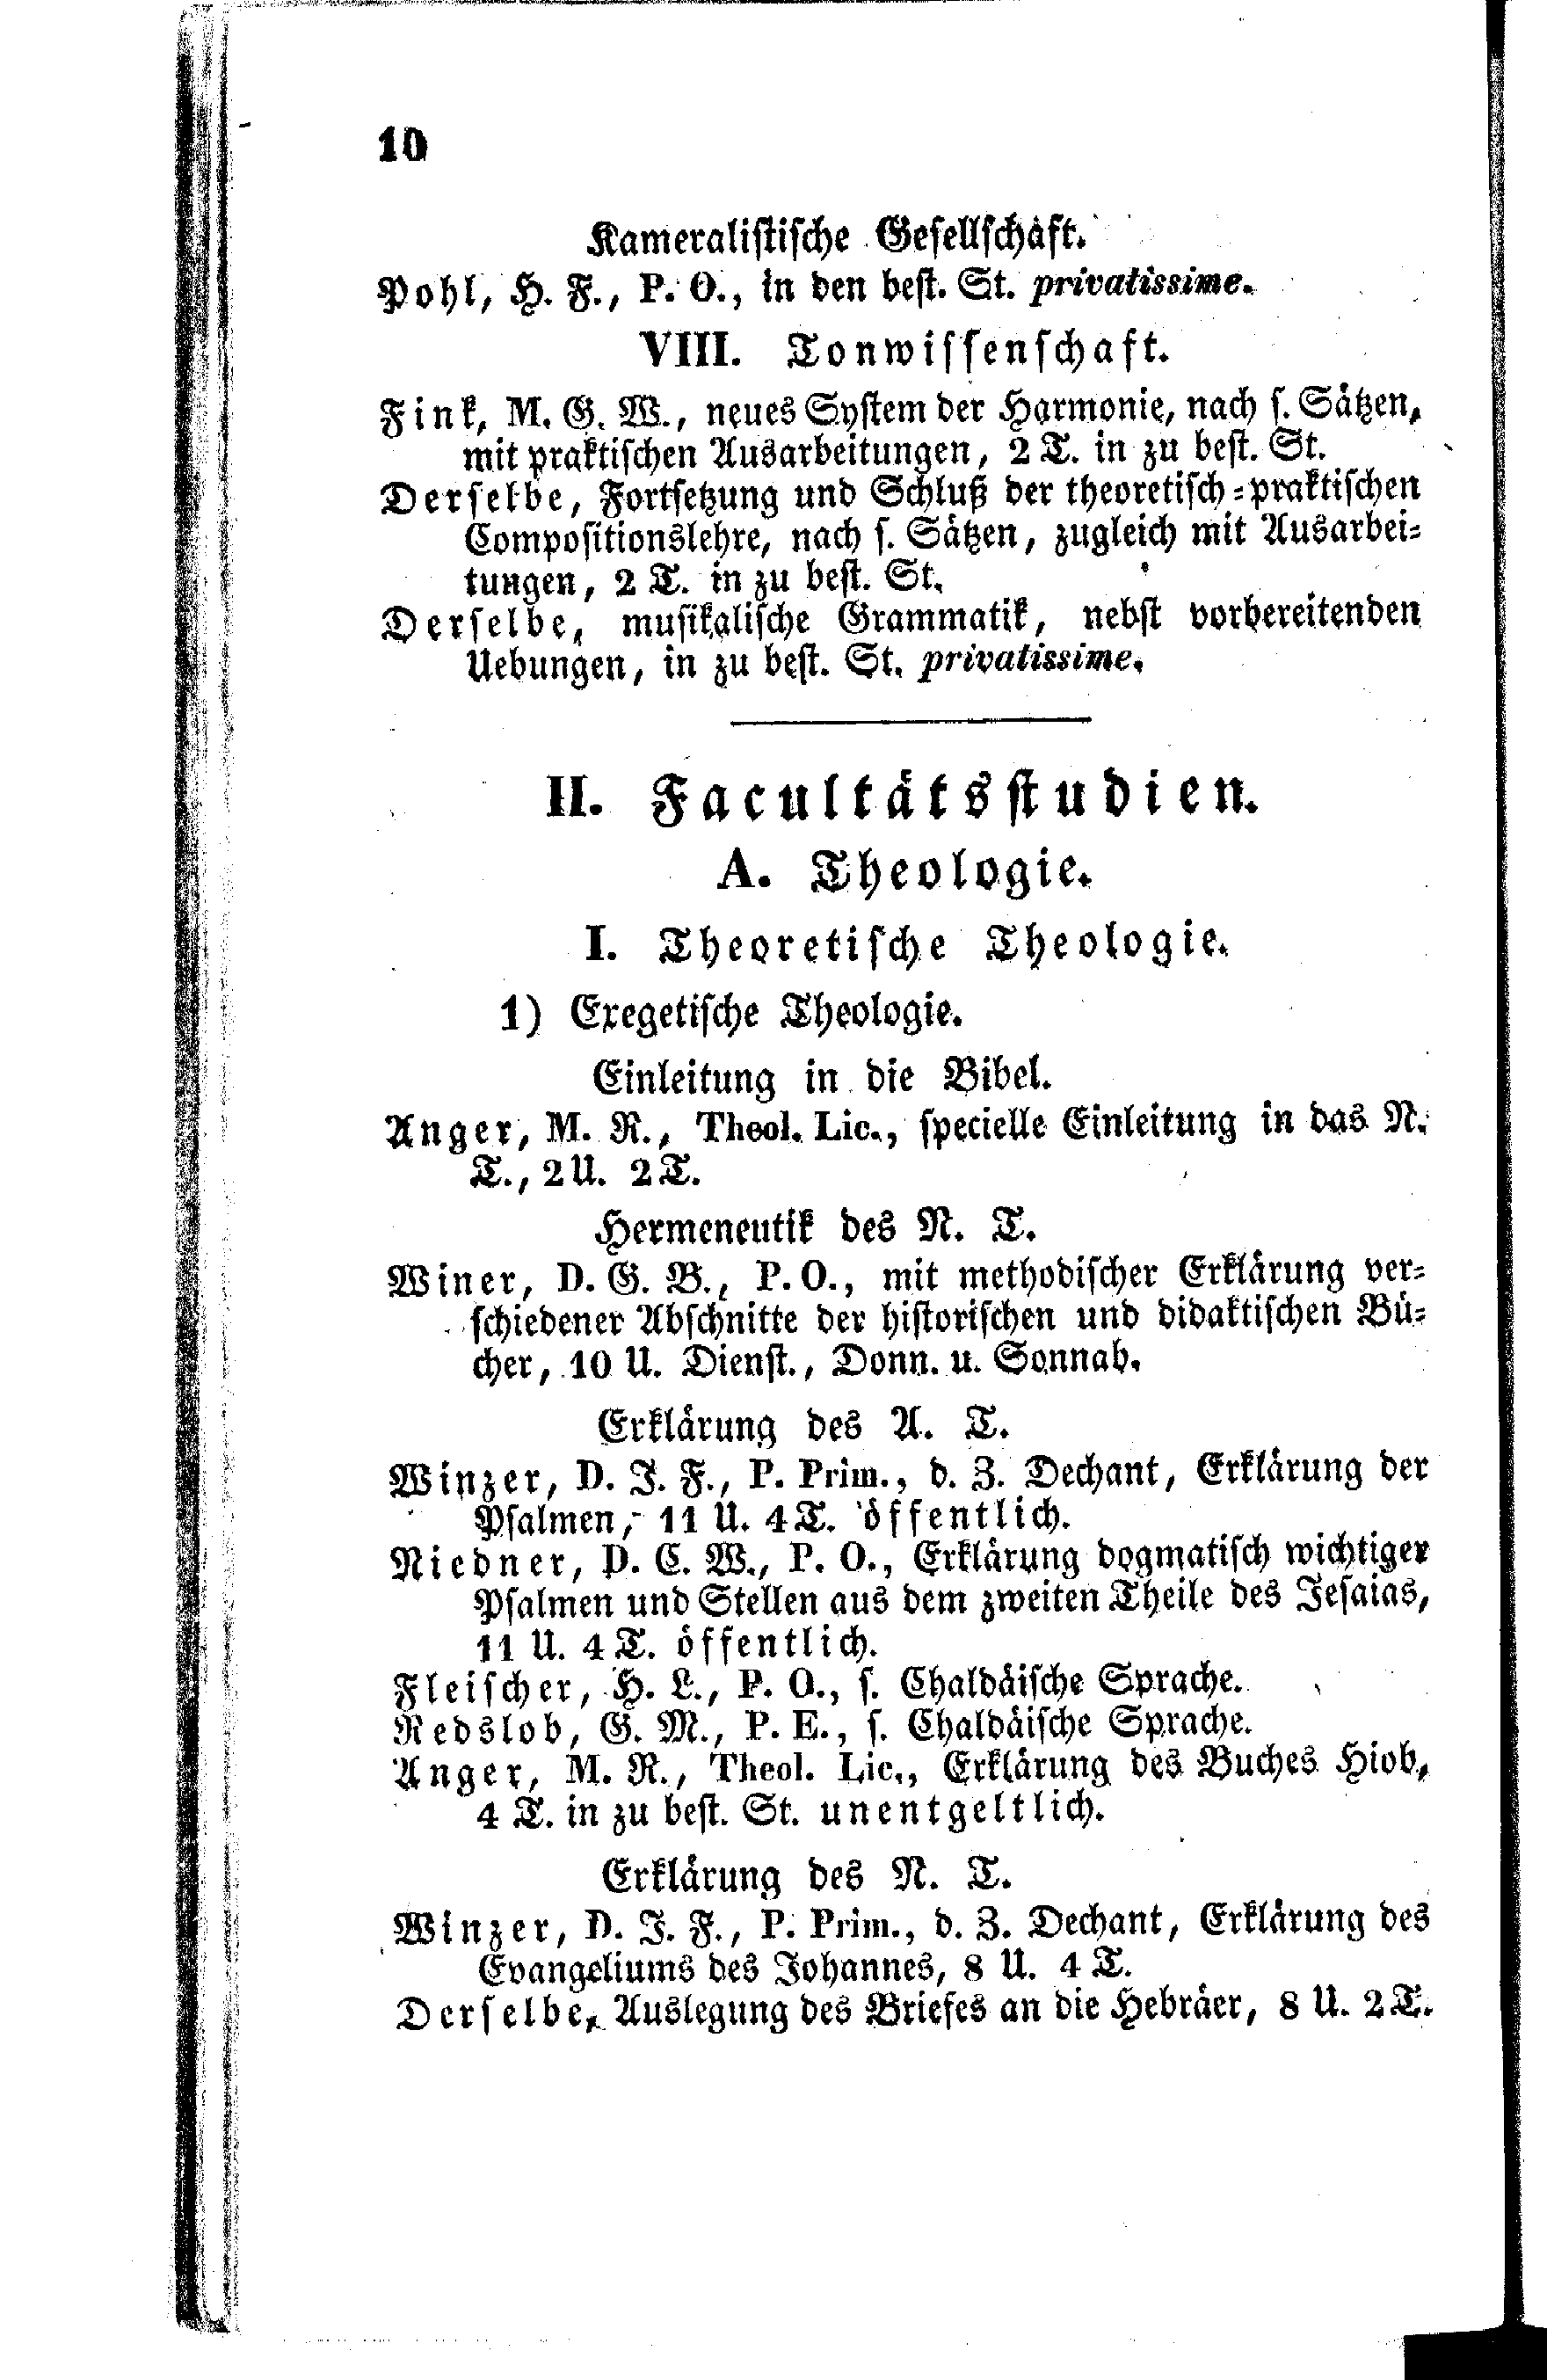 10
Kameralistische Gesellschaft.
Pohl, H. F., P. O., in den best. St. privatissime.
VIII. Tonwissenschaft.
Fink, M. G. W., neues System der Harmonie, nach s. Sätzen,
mit praktischen Ausarbeitungen, 2 T. in zu best. St.
Derselbe, Fortsetzung und Schluß der theoretisch-praktischen
Compositionslehre, nach s. Sätzen, zugleich mit Ausarbei-
tungen, 2 T. in zu best. St.
Derselbe, musikalische Grammatik, nebst vorbereitenden
Uebungen, in zu best. St. privatissime.
II. Facultätsstudien.
A. Theologie.
I. Theoretische Theologie.
1) Exegetische Theologie.
Einleitung in die Bibel.
Anger, M. R., Theol. Lic., specielle Einleitung in das N.
T., 2 U. 2 T.
Hermeneutik des N. T.
Winer, D. G. B., P. O., mit methodischer Erklärung ver-
schiedener Abschnitte der historischen und didaktischen Bü-
cher, 10 U. Dienst., Donn. u. Sonnab.
Erklärung des A. T.
Winzer, D. J. F., P. Prim., d. Z. Dechant, Erklärung der
Psalmen, 11 U. 4 T. öffentlich.
Niedner, D. C. W., P. O., Erklärung dogmatisch wichtiger
Psalmen und Stellen aus dem zweiten Theile des Jesaias,
11 U. 4 T. öffentlich.
Fleischer, H. L., P. O., s. Chaldäische Sprache.
Redslob, G. M., P. E., s. Chaldäische Sprache.
Anger, M. R., Theol. Lic., Erklärung des Buches Hiob,
4 T. in zu best. St. unentgeltlich.
Erklärung des N. T.
Winzer, D. J. F., P. Prim., d. Z. Dechant, Erklärung des
Evangeliums des Johannes, 8 U. 4 T.
Derselbe, Auslegung des Briefes an die Hebräer, 8 U. 2 T.